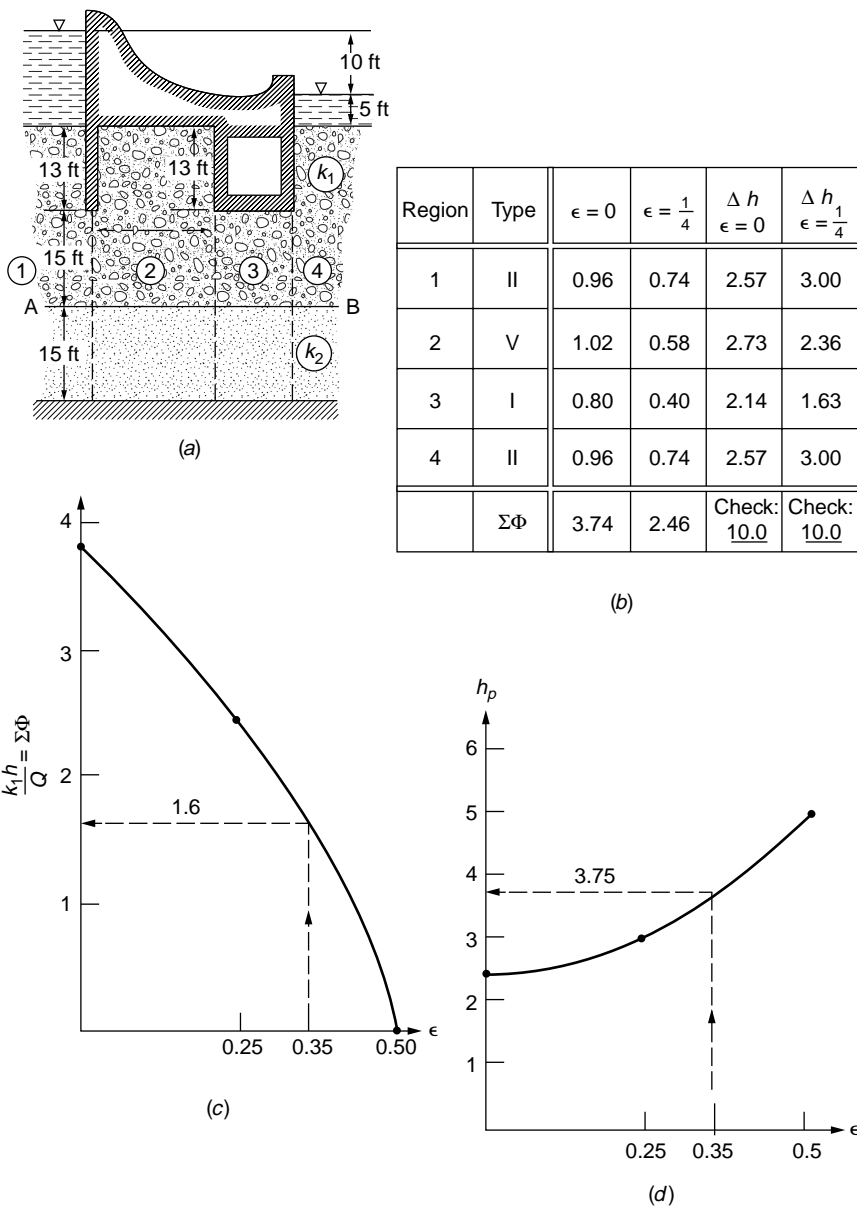 10 ft
5 ft
13 ft
13 ft
k1
15 ft
1
2
3
4
A
B
15 ft
k2
(a)
Region Type ϵ = 0 ϵ = 1/4 Δ h ϵ = 0 Δ h ϵ = 1/4
1 II 0.96 0.74 2.57 3.00
2 V 1.02 0.58 2.73 2.36
3 I 0.80 0.40 2.14 1.63
4 II 0.96 0.74 2.57 3.00
ΣΦ 3.74 2.46 Check: 10.0 Check: 10.0
(b)
4
3
2
1
k1h/Q = ΣΦ
1.6
0.25 0.35 0.50 ϵ
(c)
hp
6
5
4
3
2
1
3.75
0.25 0.35 0.5 ϵ
(d)